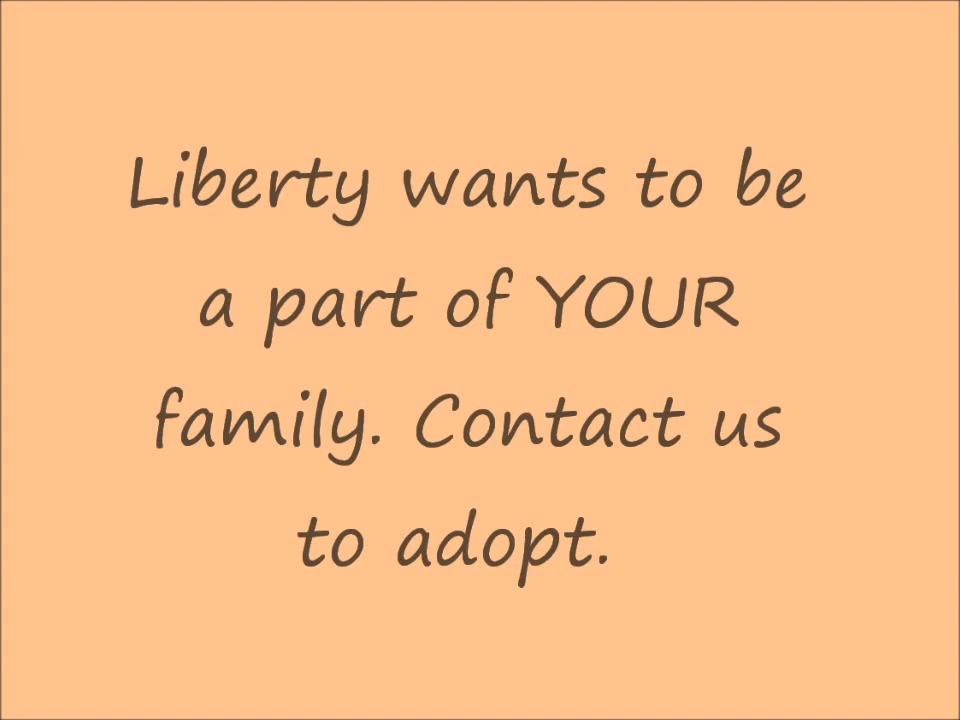 Liberty wants to be
a part of YOUR
family. Contact us
to adopt.